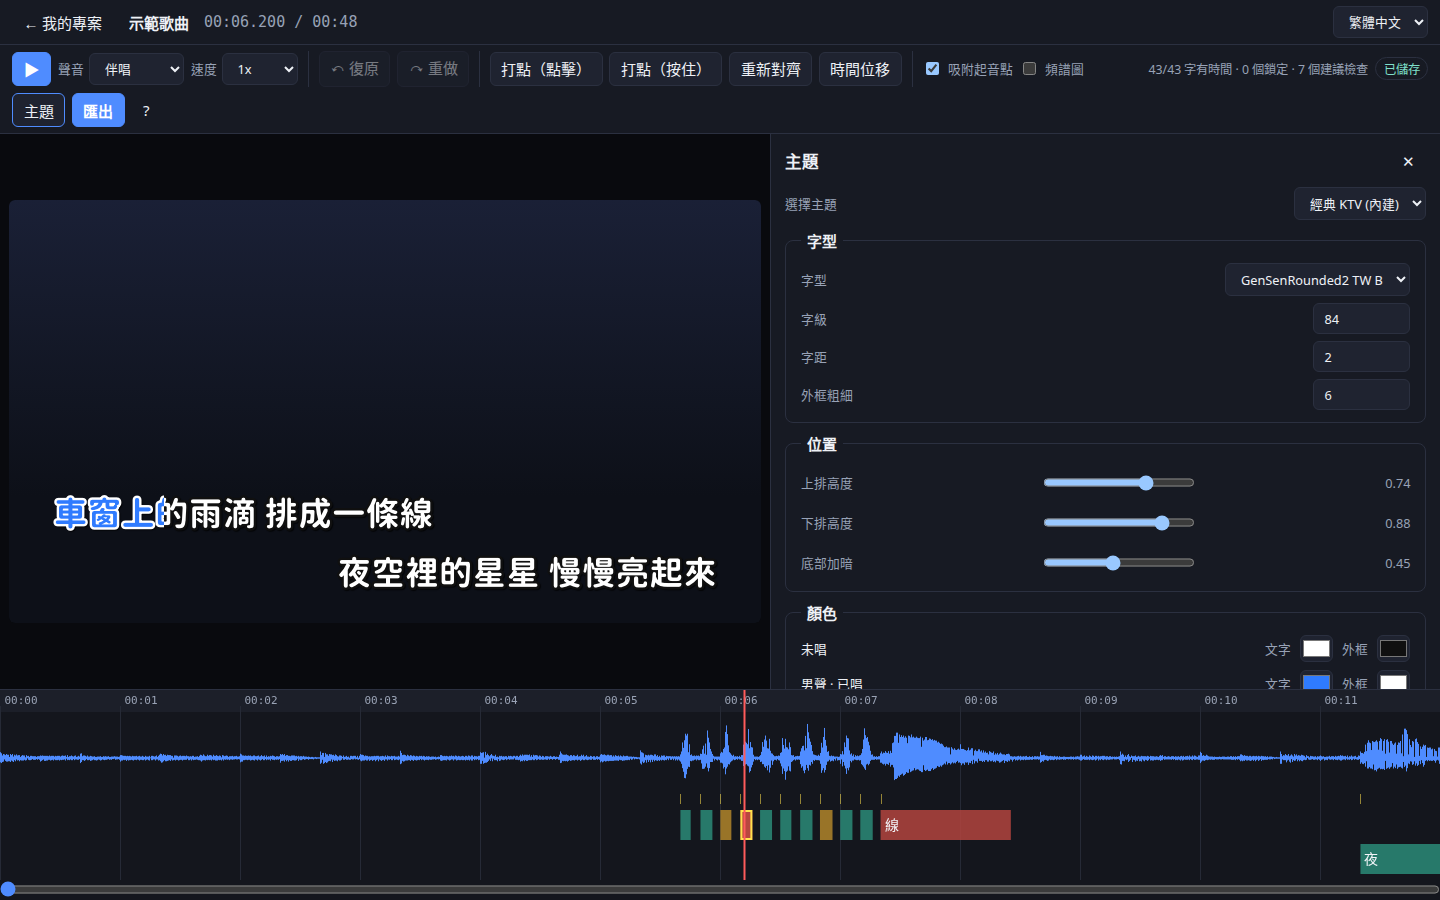 ← 我的專案 示範歌曲 00:06.200 / 00:48 繁體中文
聲音 伴唱 速度 1x ↶ 復原 ↷ 重做 打點（點擊） 打點（按住） 重新對齊 時間位移 吸附起音點 頻譜圖 43/43 字有時間 · 0 個鎖定 · 7 個建議檢查 已儲存
主題 匯出 ?
主題 ✕
選擇主題 經典 KTV (內建)
字型
字型 GenSenRounded2 TW B
字級 84
字距 2
外框粗細 6
位置
上排高度 0.74
下排高度 0.88
底部加暗 0.45
顏色
未唱 文字 外框
男聲 · 已唱 文字 外框
車窗上的雨滴 排成一條線
夜空裡的星星 慢慢亮起來
00:00 00:01 00:02 00:03 00:04 00:05 00:06 00:07 00:08 00:09 00:10 00:11
線
夜